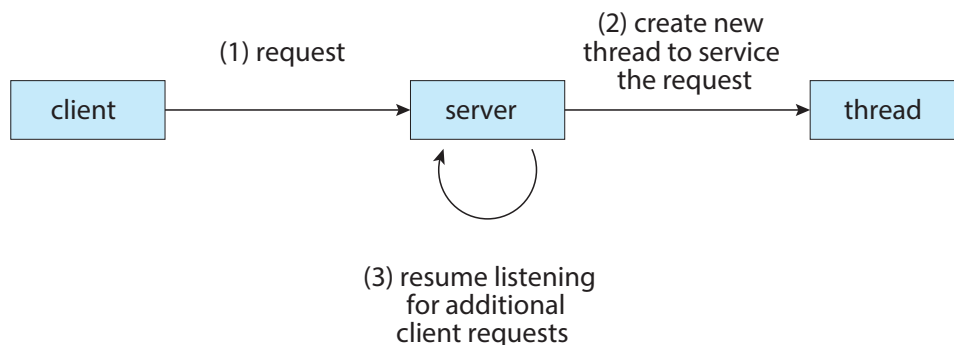 (1) request
(2) create new
thread to service
the request
client
server
thread
(3) resume listening
for additional
client requests